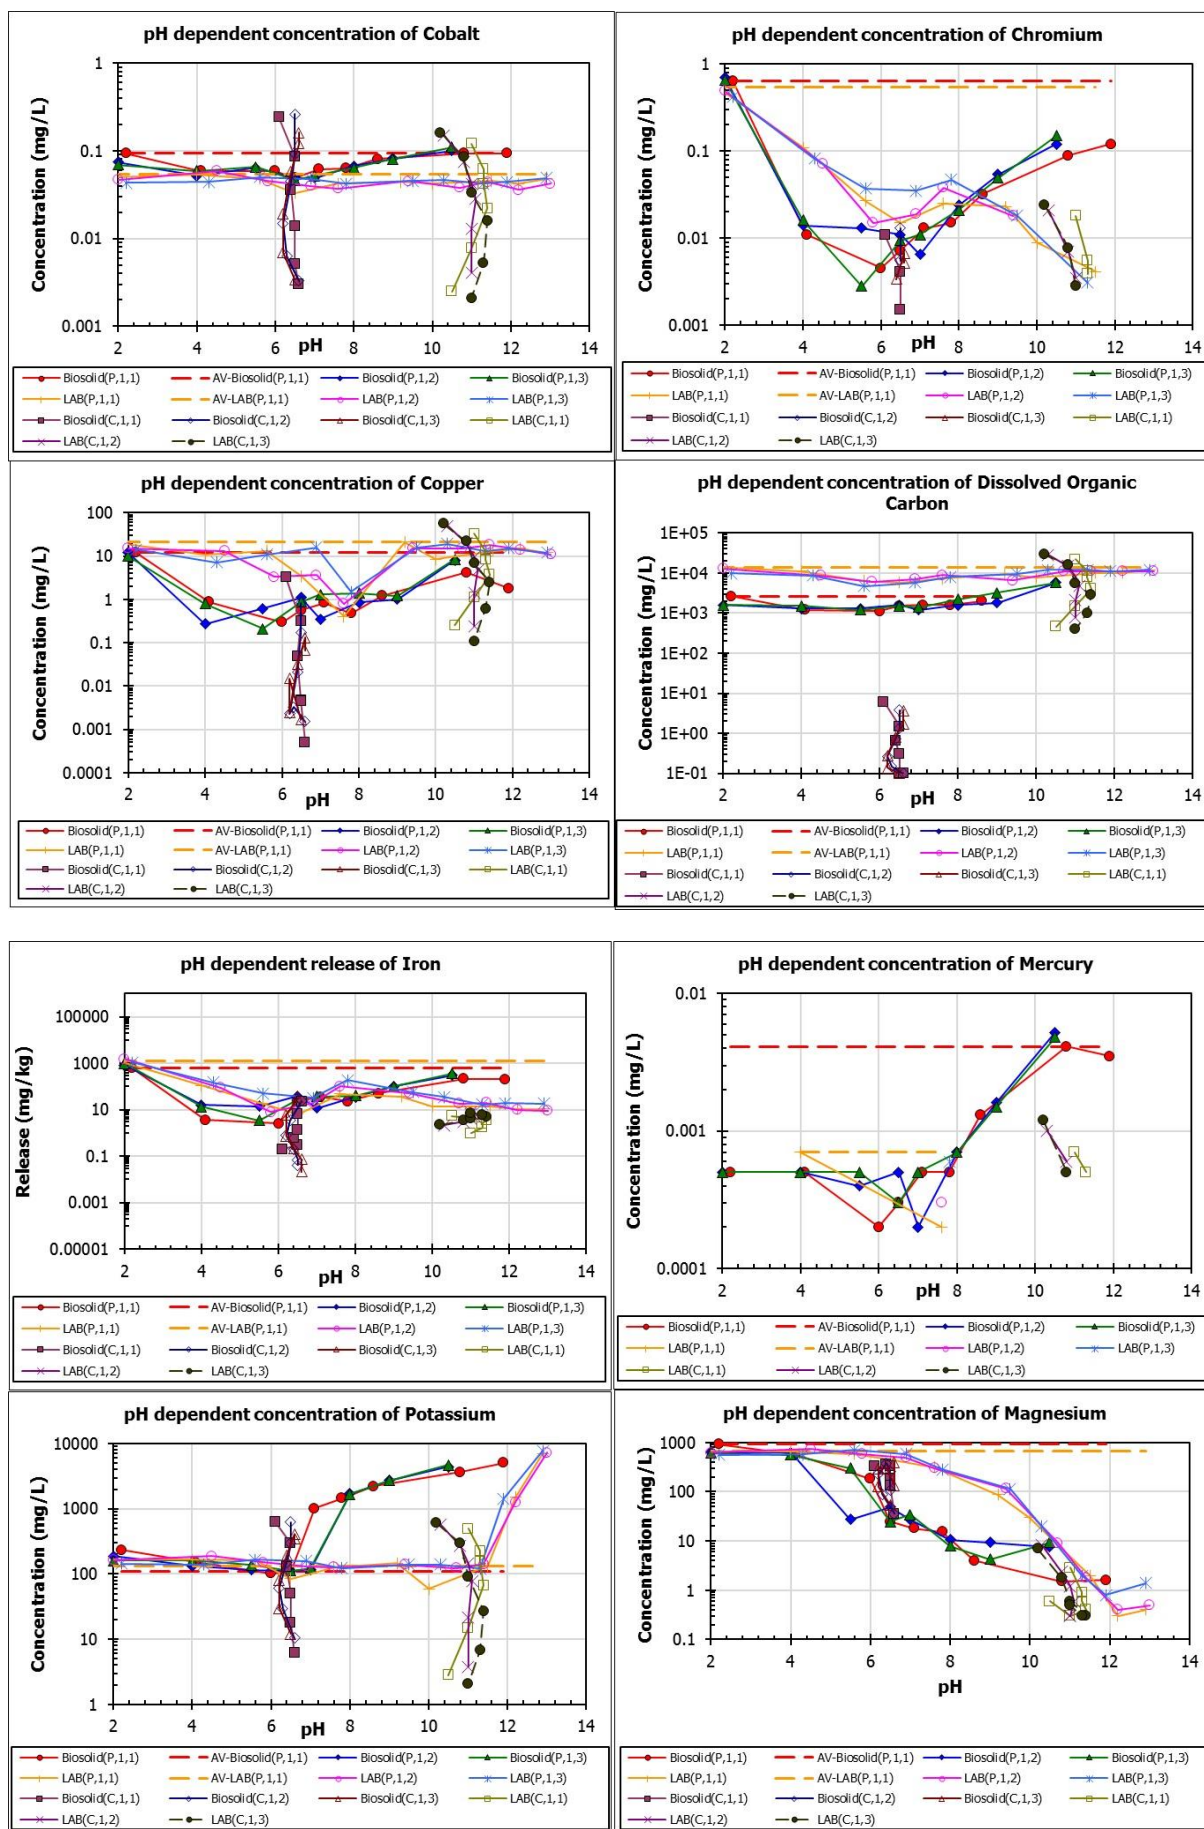 pH dependent concentration of Cobalt
Concentration (mg/L)
1
0.1
0.01
0.001
2 4 6 8 10 12 14
pH
Biosolid(P,1,1) AV-Biosolid(P,1,1) Biosolid(P,1,2) Biosolid(P,1,3)
LAB(P,1,1) AV-LAB(P,1,1) LAB(P,1,2) LAB(P,1,3)
Biosolid(C,1,1) Biosolid(C,1,2) Biosolid(C,1,3) LAB(C,1,1)
LAB(C,1,2) LAB(C,1,3)
pH dependent concentration of Chromium
Concentration (mg/L)
1
0.1
0.01
0.001
2 4 6 8 10 12 14
pH
Biosolid(P,1,1) AV-Biosolid(P,1,1) Biosolid(P,1,2) Biosolid(P,1,3)
LAB(P,1,1) AV-LAB(P,1,1) LAB(P,1,2) LAB(P,1,3)
Biosolid(C,1,1) Biosolid(C,1,2) Biosolid(C,1,3) LAB(C,1,1)
LAB(C,1,2) LAB(C,1,3)
pH dependent concentration of Copper
Concentration (mg/L)
100
10
1
0.1
0.01
0.001
0.0001
2 4 6 8 10 12 14
pH
Biosolid(P,1,1) AV-Biosolid(P,1,1) Biosolid(P,1,2) Biosolid(P,1,3)
LAB(P,1,1) AV-LAB(P,1,1) LAB(P,1,2) LAB(P,1,3)
Biosolid(C,1,1) Biosolid(C,1,2) Biosolid(C,1,3) LAB(C,1,1)
LAB(C,1,2) LAB(C,1,3)
pH dependent concentration of Dissolved Organic
Carbon
Concentration (mg/L)
1E+05
1E+04
1E+03
1E+02
1E+01
1E+00
1E-01
2 4 6 8 10 12 14
pH
Biosolid(P,1,1) AV-Biosolid(P,1,1) Biosolid(P,1,2) Biosolid(P,1,3)
LAB(P,1,1) AV-LAB(P,1,1) LAB(P,1,2) LAB(P,1,3)
Biosolid(C,1,1) Biosolid(C,1,2) Biosolid(C,1,3) LAB(C,1,1)
LAB(C,1,2) LAB(C,1,3)
pH dependent release of Iron
Release (mg/kg)
100000
1000
10
0.1
0.001
0.00001
2 4 6 8 10 12 14
pH
Biosolid(P,1,1) AV-Biosolid(P,1,1) Biosolid(P,1,2) Biosolid(P,1,3)
LAB(P,1,1) AV-LAB(P,1,1) LAB(P,1,2) LAB(P,1,3)
Biosolid(C,1,1) Biosolid(C,1,2) Biosolid(C,1,3) LAB(C,1,1)
LAB(C,1,2) LAB(C,1,3)
pH dependent concentration of Mercury
Concentration (mg/L)
0.01
0.001
0.0001
2 4 6 8 10 12 14
pH
Biosolid(P,1,1) AV-Biosolid(P,1,1) Biosolid(P,1,2) Biosolid(P,1,3)
LAB(P,1,1) AV-LAB(P,1,1) LAB(P,1,2) LAB(P,1,3)
LAB(C,1,1) LAB(C,1,2) LAB(C,1,3)
pH dependent concentration of Potassium
Concentration (mg/L)
10000
1000
100
10
1
2 4 6 8 10 12 14
pH
Biosolid(P,1,1) AV-Biosolid(P,1,1) Biosolid(P,1,2) Biosolid(P,1,3)
LAB(P,1,1) AV-LAB(P,1,1) LAB(P,1,2) LAB(P,1,3)
Biosolid(C,1,1) Biosolid(C,1,2) Biosolid(C,1,3) LAB(C,1,1)
LAB(C,1,2) LAB(C,1,3)
pH dependent concentration of Magnesium
Concentration (mg/L)
1000
100
10
1
0.1
2 4 6 8 10 12 14
pH
Biosolid(P,1,1) AV-Biosolid(P,1,1) Biosolid(P,1,2) Biosolid(P,1,3)
LAB(P,1,1) AV-LAB(P,1,1) LAB(P,1,2) LAB(P,1,3)
Biosolid(C,1,1) Biosolid(C,1,2) Biosolid(C,1,3) LAB(C,1,1)
LAB(C,1,2) LAB(C,1,3)